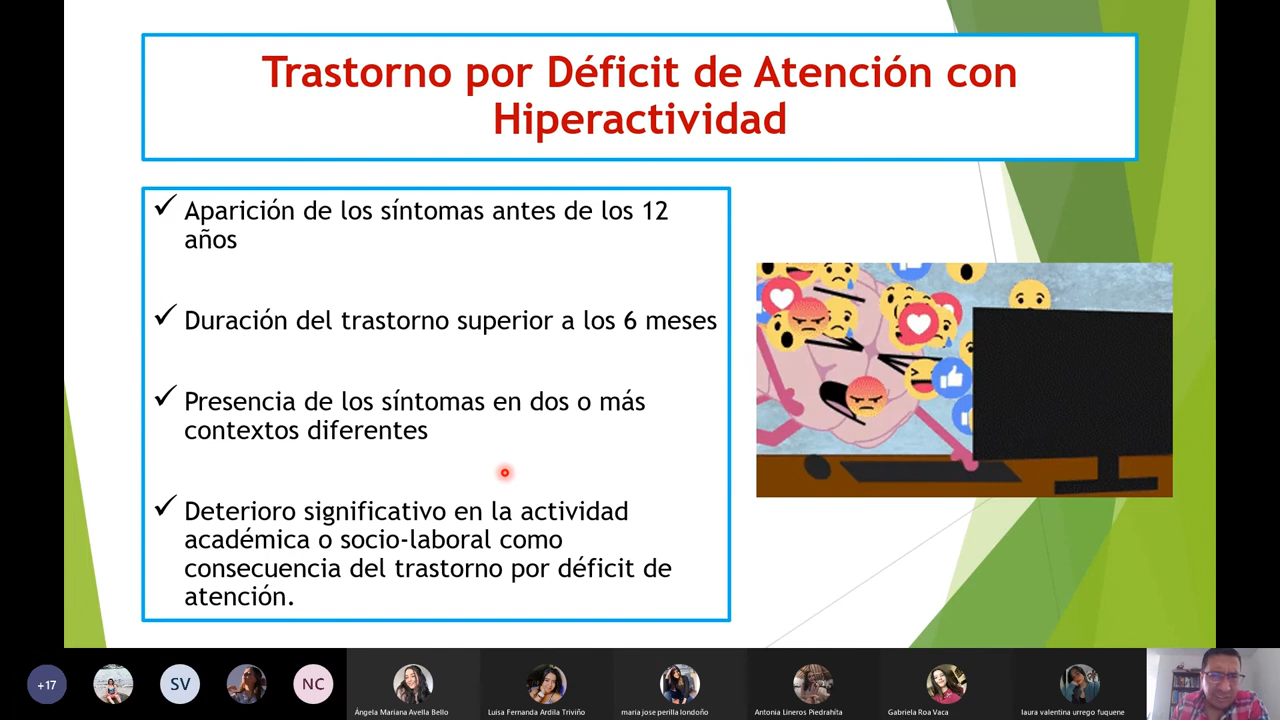 Trastorno por Déficit de Atención con
Hiperactividad
Aparición de los síntomas antes de los 12
años
Duración del trastorno superior a los 6 meses
Presencia de los síntomas en dos o más
contextos diferentes
Deterioro significativo en la actividad
académica o socio-laboral como
consecuencia del trastorno por déficit de
atención.
+17
SV
NC
Ángela Mariana Avella Bello
Luisa Fernanda Ardila Triviño
maria jose perilla londoño
Antonia Lineros Piedrahíta
Gabriela Roa Vaca
laura valentina urrego fuquene